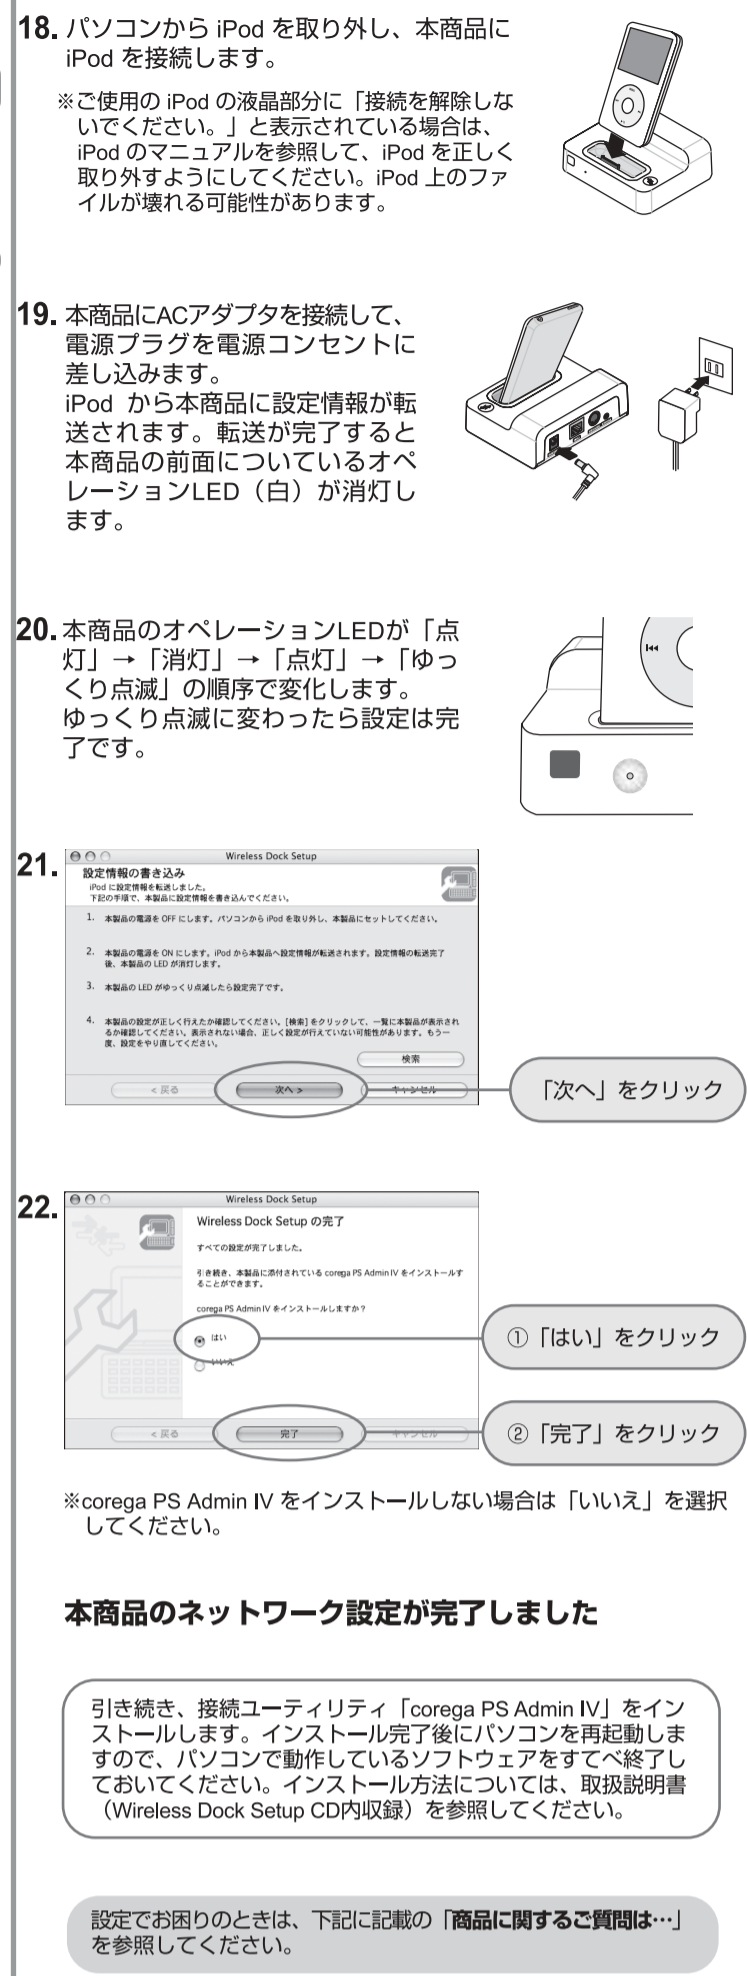 18. パソコンから iPod を取り外し、本商品に
iPod を接続します。
※ご使用の iPod の液晶部分に「接続を解除しな
いでください。」と表示されている場合は、
iPod のマニュアルを参照して、iPod を正しく
取り外すようにしてください。iPod 上のファ
イルが壊れる可能性があります。
19. 本商品にACアダプタを接続して、
電源プラグを電源コンセントに
差し込みます。
iPod から本商品に設定情報が転
送されます。転送が完了すると
本商品の前面についているオペ
レーションLED（白）が消灯し
ます。
20. 本商品のオペレーションLEDが「点
灯」→「消灯」→「点灯」→「ゆっ
くり点滅」の順序で変化します。
ゆっくり点滅に変わったら設定は完
了です。
21.
Wireless Dock Setup
設定情報の書き込み
iPod に設定情報を転送しました。
下記の手順で、本製品に設定情報を書き込んでください。
1. 本製品の電源を OFF にします。パソコンから iPod を取り外し、本製品にセットしてください。
2. 本製品の電源を ON にします。iPod から本製品へ設定情報が転送されます。設定情報の転送完了
後、本製品の LED が消灯します。
3. 本製品の LED がゆっくり点滅したら設定完了です。
4. 本製品の設定が正しく行えたか確認してください。[検索] をクリックして、一覧に本製品が表示され
るか確認してください。表示されない場合、正しく設定が行えていない可能性があります。もう一
度、設定をやり直してください。
検索
< 戻る
次へ >
キャンセル
「次へ」をクリック
22.
Wireless Dock Setup
Wireless Dock Setup の完了
すべての設定が完了しました。
引き続き、本製品に添付されている corega PS Admin IV をインストールす
ることができます。
corega PS Admin IV をインストールしますか？
はい
いいえ
< 戻る
完了
キャンセル
①「はい」をクリック
②「完了」をクリック
※corega PS Admin IV をインストールしない場合は「いいえ」を選択
してください。
本商品のネットワーク設定が完了しました
引き続き、接続ユーティリティ「corega PS Admin IV」をイン
ストールします。インストール完了後にパソコンを再起動しま
すので、パソコンで動作しているソフトウェアをすべて終了し
ておいてください。インストール方法については、取扱説明書
（Wireless Dock Setup CD内収録）を参照してください。
設定でお困りのときは、下記に記載の「商品に関するご質問は…」
を参照してください。